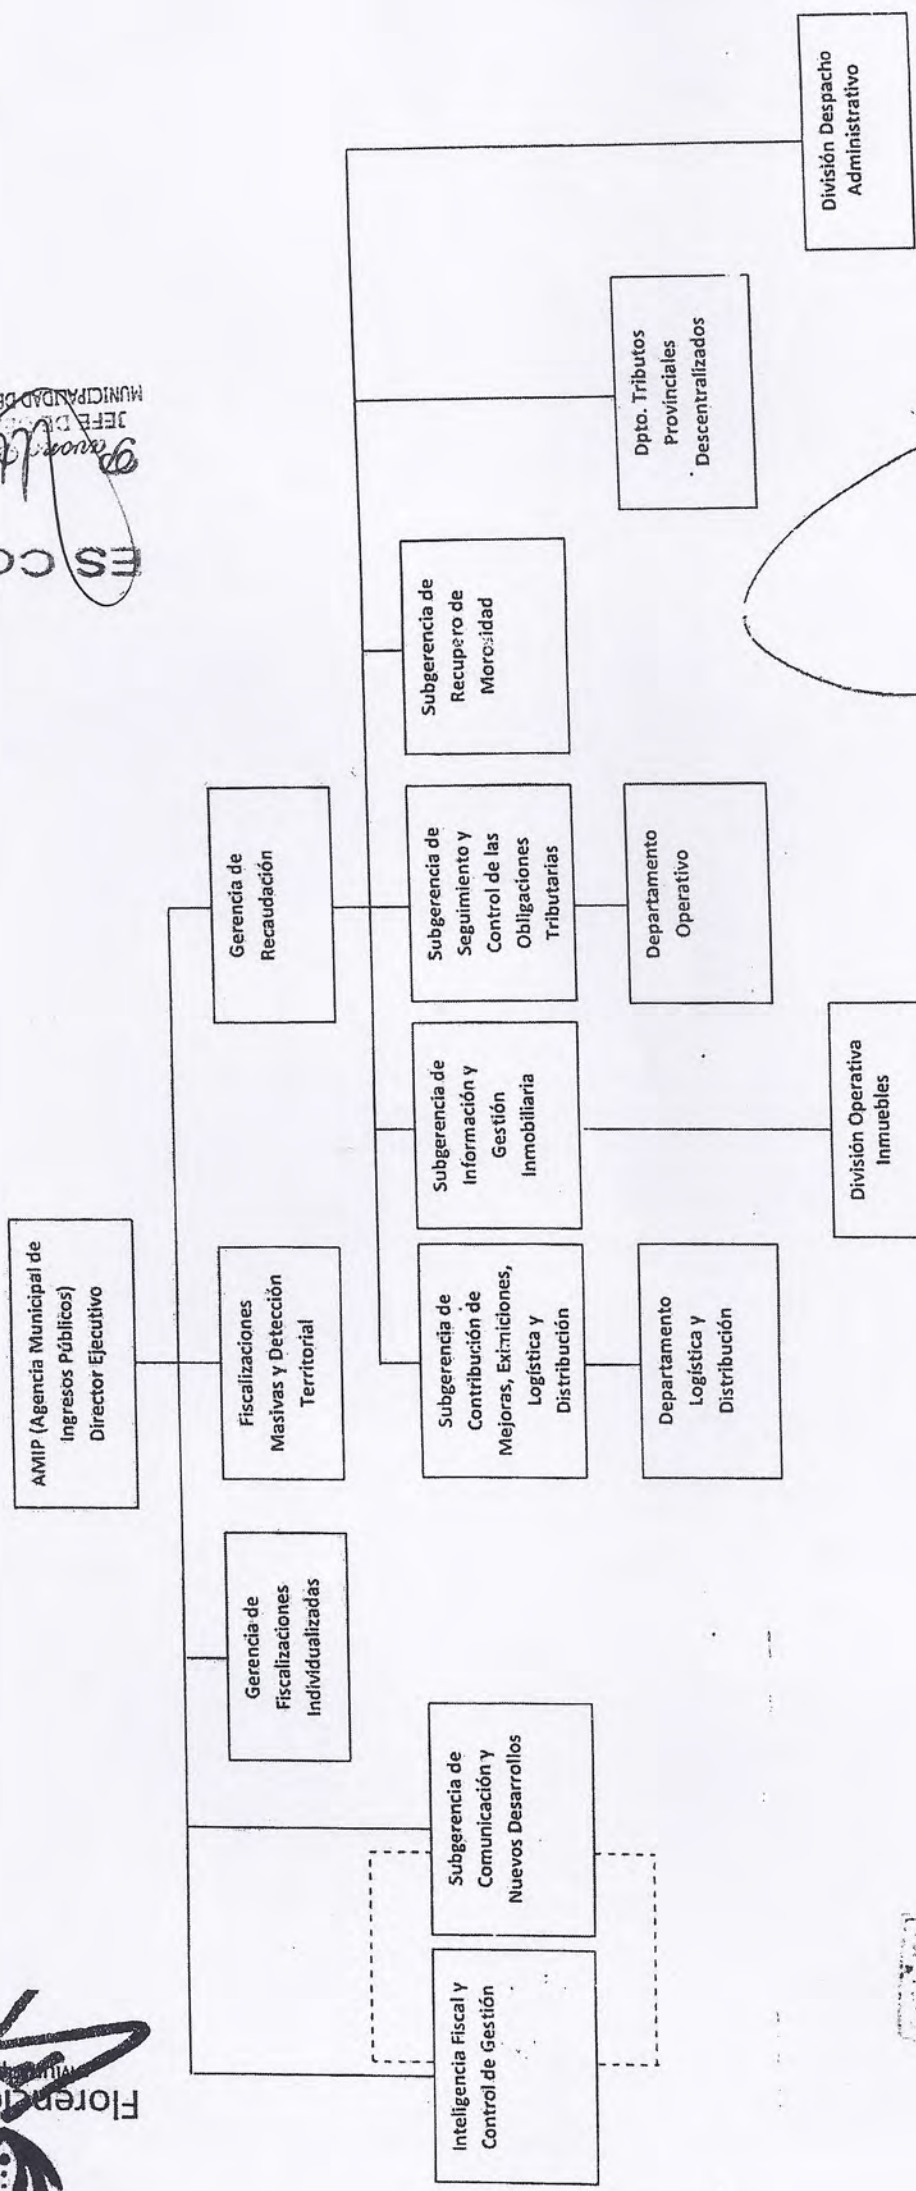 AMIP (Agencia Municipal de
Ingresos Públicos)
Director Ejecutivo
Gerencia de
Fiscalizaciones
Individualizadas
Fiscalizaciones
Masivas y Detección
Territorial
Gerencia de
Recaudación
Inteligencia Fiscal y
Control de Gestión
Subgerencia de
Comunicación y
Nuevos Desarrollos
Subgerencia de
Contribución de
Mejoras, Eximiciones,
Logística y
Distribución
Subgerencia de
Información y
Gestión
Inmobiliaria
Subgerencia de
Seguimiento y
Control de las
Obligaciones
Tributarias
Subgerencia de
Recupero de
Morosidad
Departamento
Logística y
Distribución
Departamento
Operativo
Dpto. Tributos
Provinciales
Descentralizados
División Operativa
Inmuebles
División Despacho
Administrativo
ES CO
JEFE DE
MUNICIPALIDAD DE
Florencio